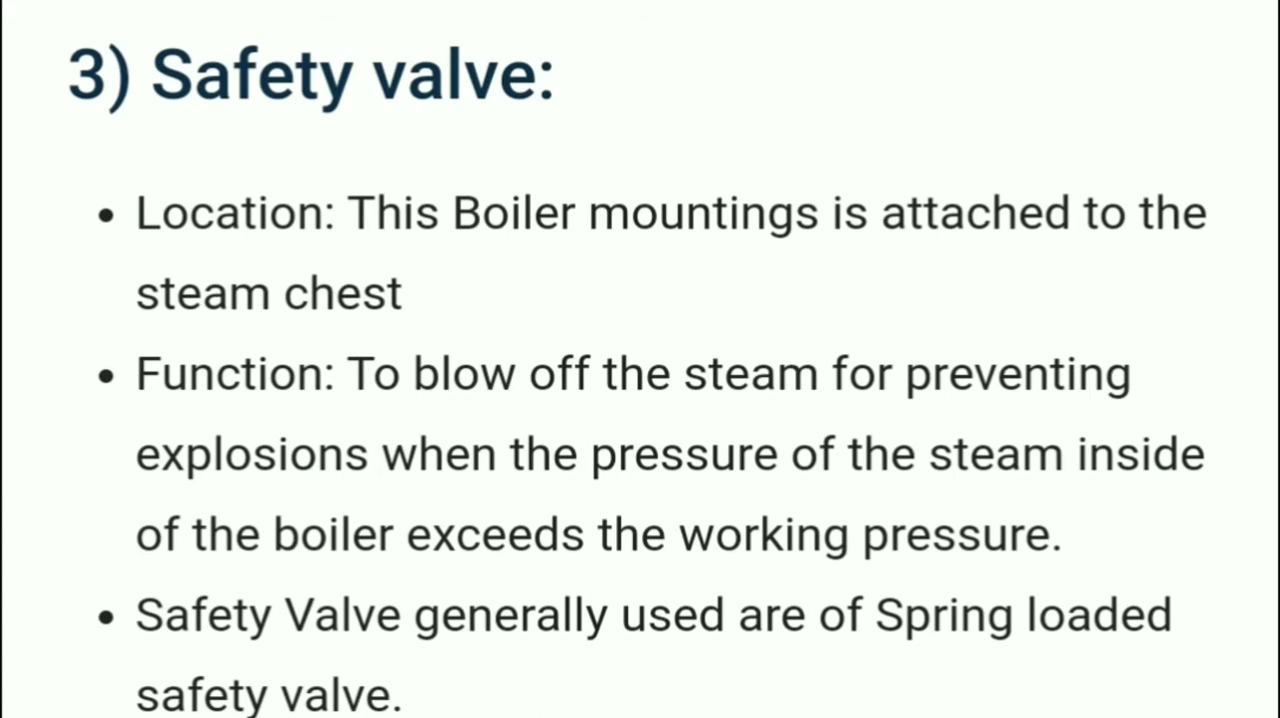 3) Safety valve:
• Location: This Boiler mountings is attached to the
steam chest
• Function: To blow off the steam for preventing
explosions when the pressure of the steam inside
of the boiler exceeds the working pressure.
• Safety Valve generally used are of Spring loaded
safety valve.